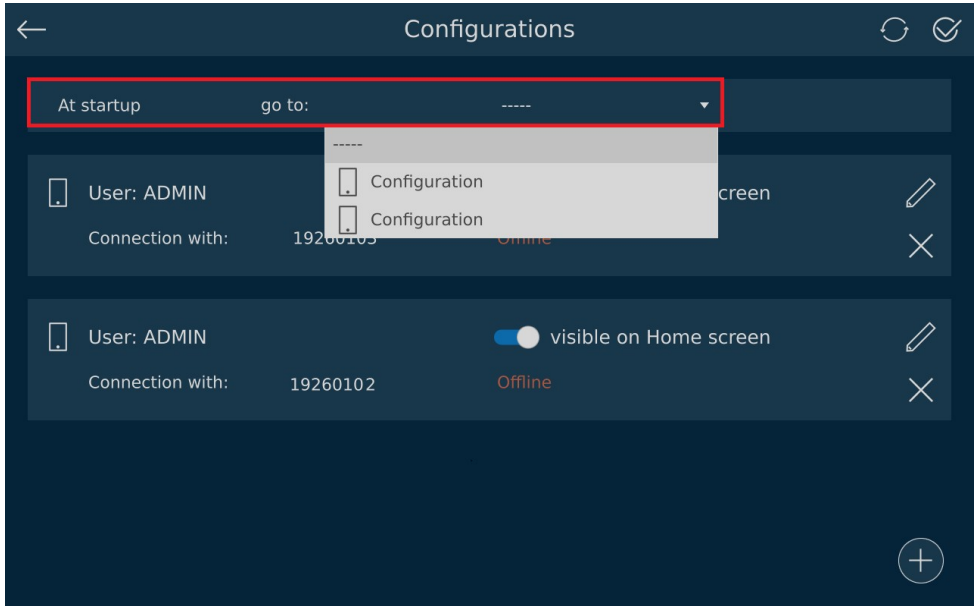 Configurations
At startup go to: -----
-----
Configuration
Configuration
User: ADMIN creen
Connection with: Offline
User: ADMIN visible on Home screen
Connection with: 19260102 Offline